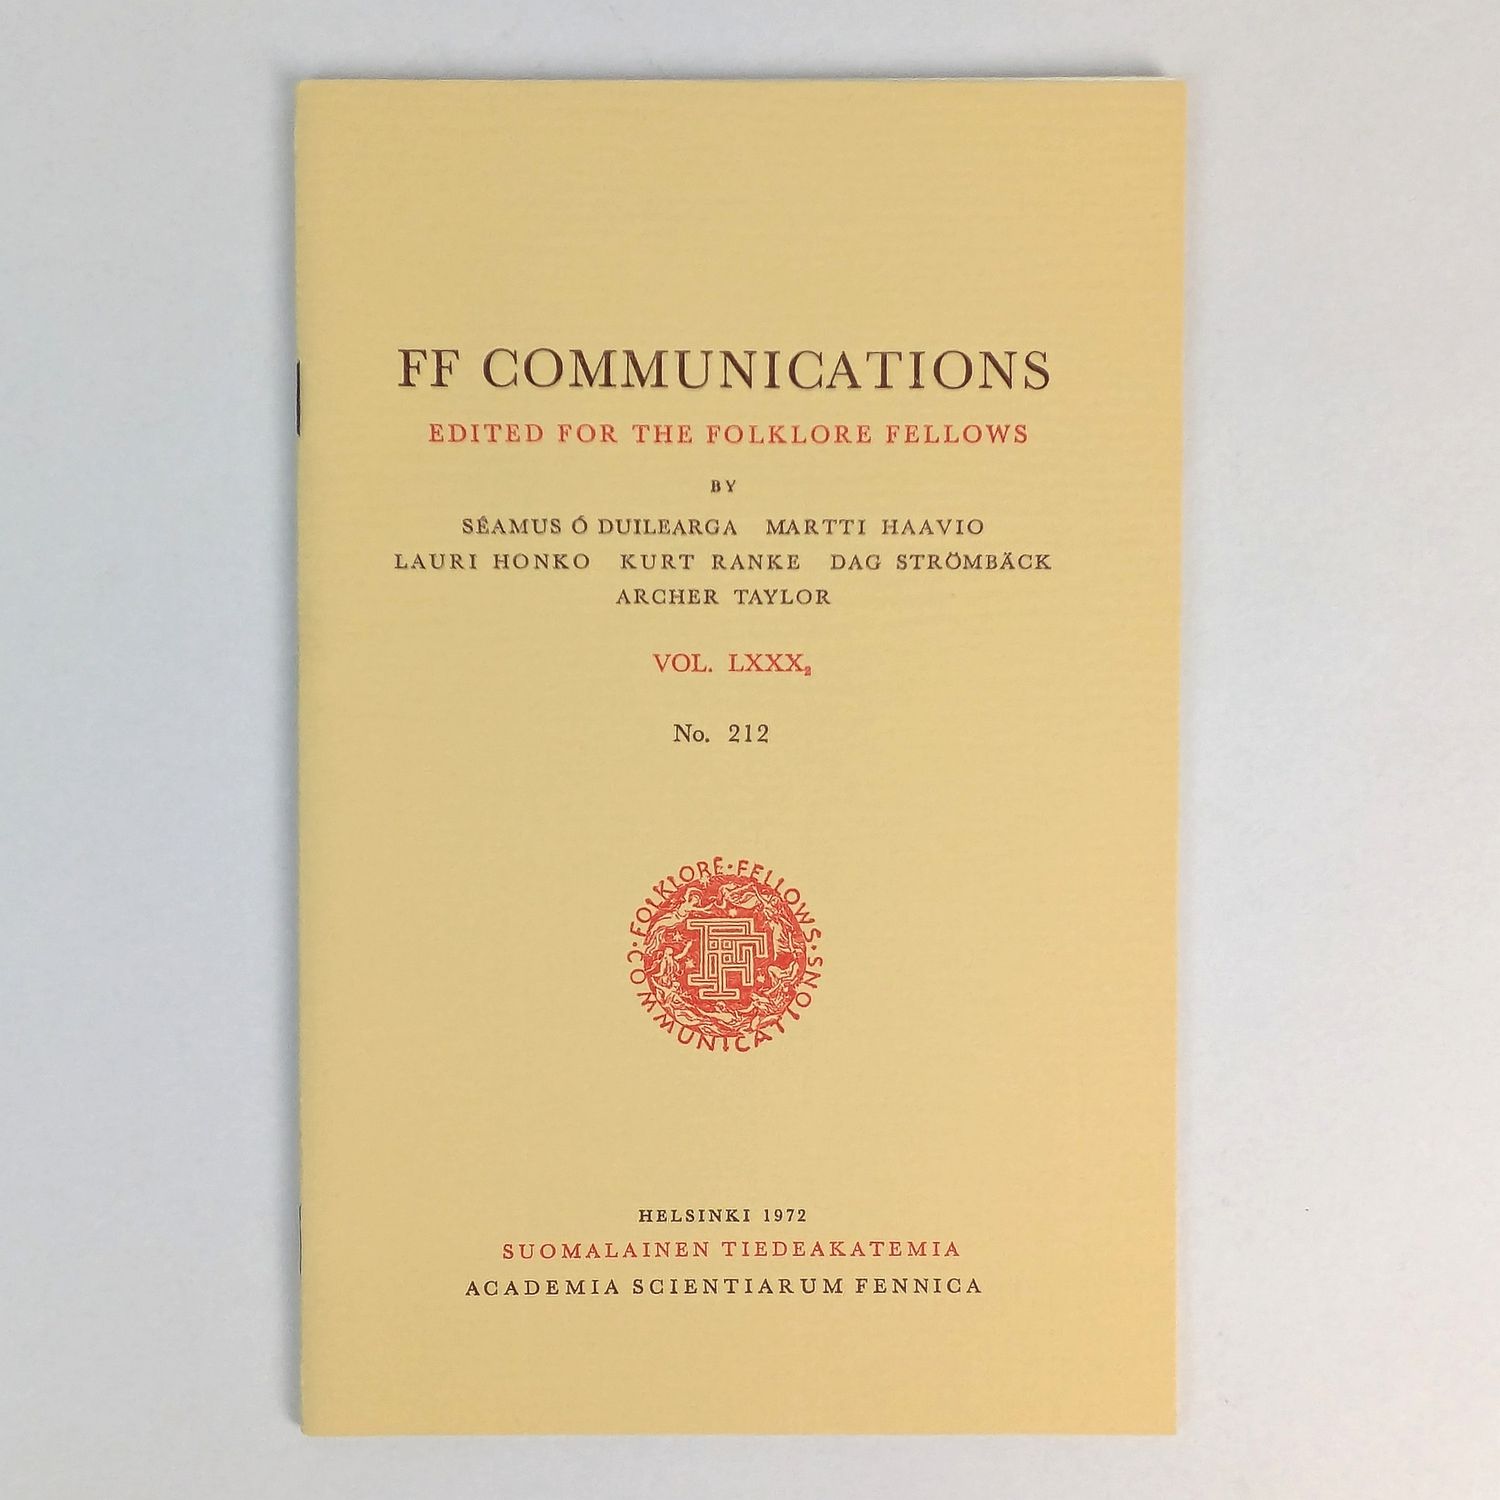 FF COMMUNICATIONS
EDITED FOR THE FOLKLORE FELLOWS
BY
SÉAMUS Ó DUILEARGA MARTTI HAAVIO
LAURI HONKO KURT RANKE DAG STRÖMBÄCK
ARCHER TAYLOR
VOL. LXXX₂
No. 212
FOLKLORE·FELLOWS·
COMMUNICATIONS
FF
HELSINKI 1972
SUOMALAINEN TIEDEAKATEMIA
ACADEMIA SCIENTIARUM FENNICA